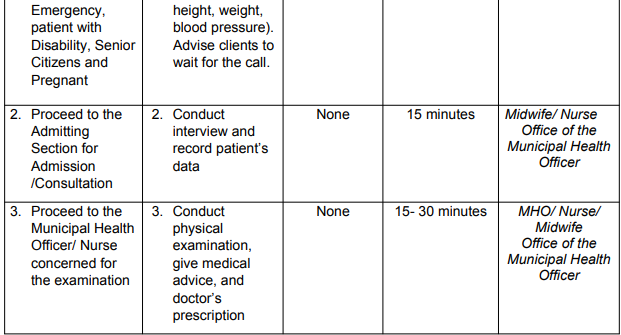 Emergency,
patient with
Disability, Senior
Citizens and
Pregnant
height, weight,
blood pressure).
Advise clients to
wait for the call.
2. Proceed to the
Admitting
Section for
Admission
/Consultation
2. Conduct
interview and
record patient’s
data
None
15 minutes
Midwife/ Nurse
Office of the
Municipal Health
Officer
3. Proceed to the
Municipal Health
Officer/ Nurse
concerned for
the examination
3. Conduct
physical
examination,
give medical
advice, and
doctor’s
prescription
None
15- 30 minutes
MHO/ Nurse/
Midwife
Office of the
Municipal Health
Officer